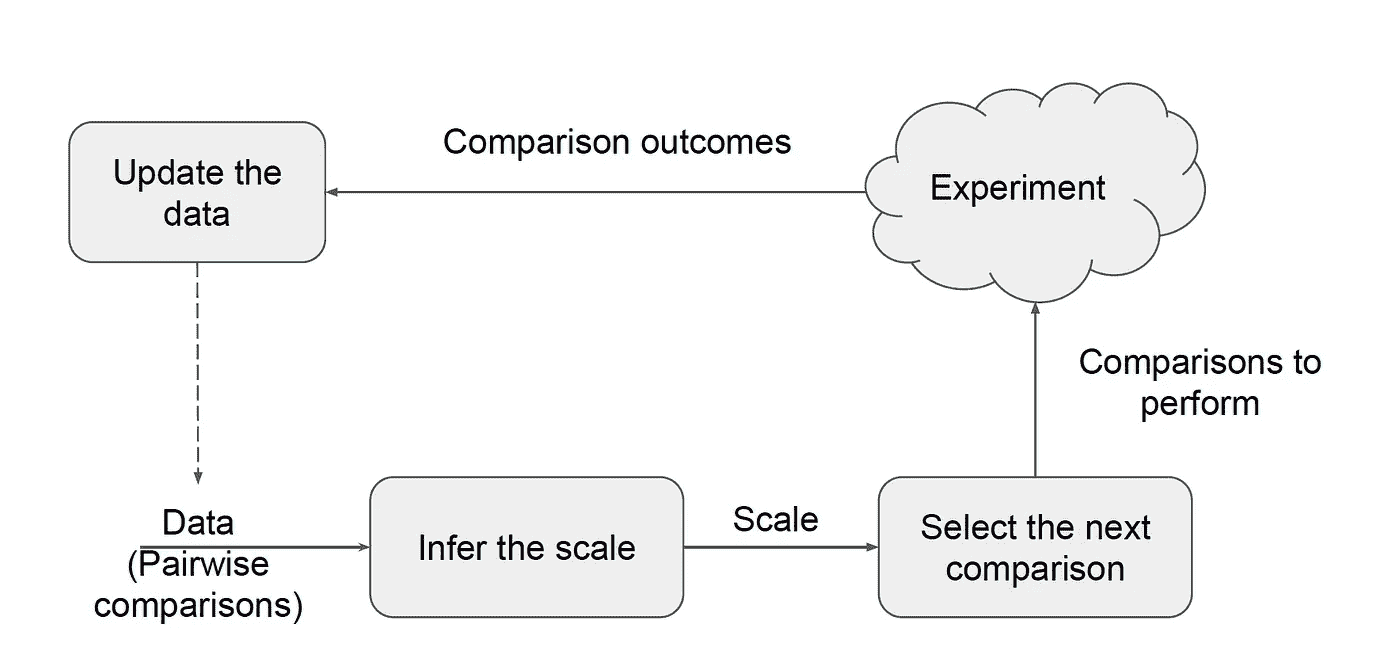 Comparison outcomes
Update the
data
Experiment
Comparisons to
perform
Data
(Pairwise
comparisons)
Infer the scale
Scale
Select the next
comparison